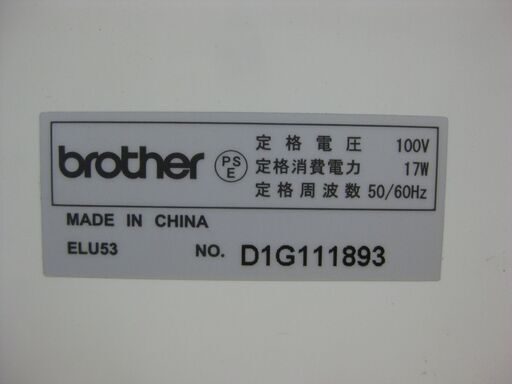 brother
PS
E
定格電圧 100V
定格消費電力 17W
定格周波数 50/60Hz
MADE IN CHINA
ELU53 NO. D1G111893